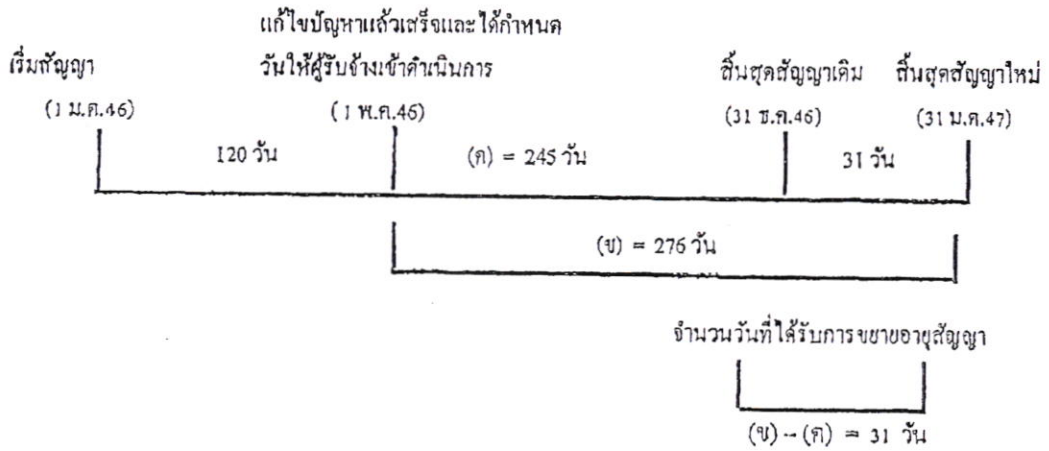 แก้ไขปัญหาแล้วเสร็จและได้กำหนด
เริ่มสัญญา วันให้ผู้รับจ้างเข้าดำเนินการ สิ้นสุดสัญญาเดิม สิ้นสุดสัญญาใหม่
(1 ม.ค.46) (1 พ.ค.46) (31 ธ.ค.46) (31 ม.ค.47)
120 วัน (ค) = 245 วัน 31 วัน
(ข) = 276 วัน
จำนวนวันที่ได้รับการขยายอายุสัญญา
(ข) - (ค) = 31 วัน